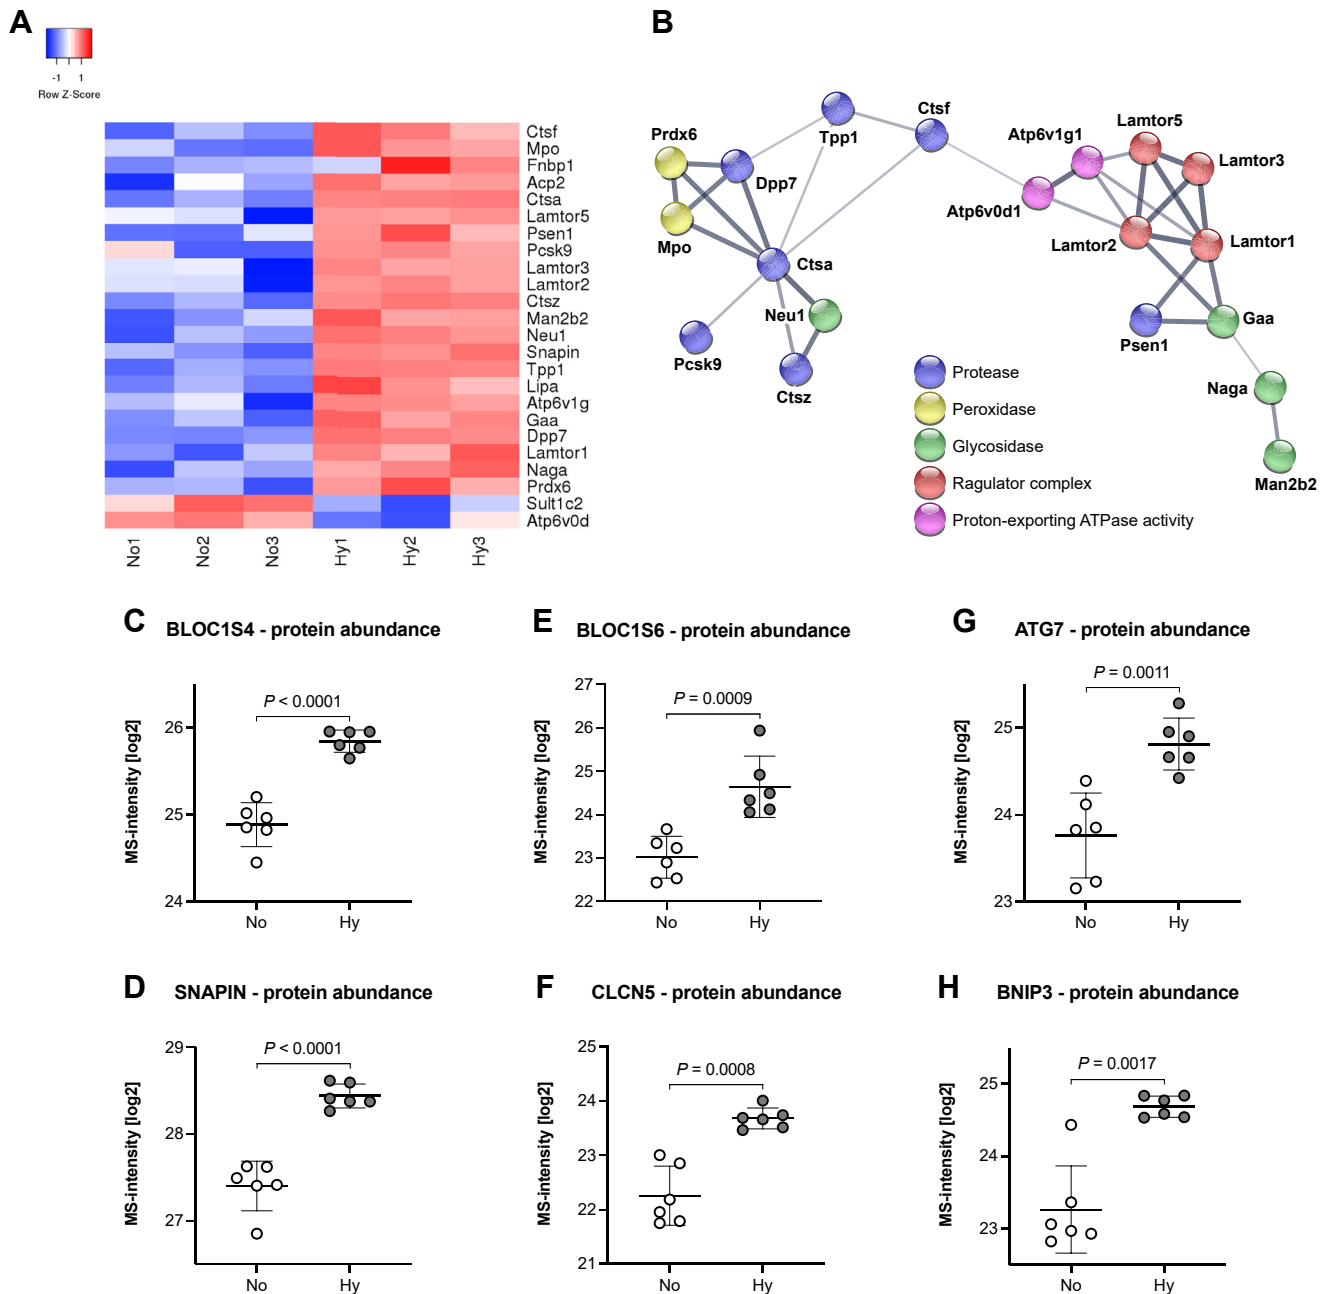 A
-1 1
Row Z-Score
Ctsf
Mpo
Fnbp1
Acp2
Ctsa
Lamtor5
Psen1
Pcsk9
Lamtor3
Lamtor2
Ctsz
Man2b2
Neu1
Snapin
Tpp1
Lipa
Atp6v1g
Gaa
Dpp7
Lamtor1
Naga
Prdx6
Sult1c2
Atp6v0d
No1 No2 No3 Hy1 Hy2 Hy3
B
Prdx6
Mpo
Dpp7
Tpp1
Ctsf
Ctsa
Neu1
Pcsk9
Ctsz
Atp6v1g1
Atp6v0d1
Lamtor5
Lamtor3
Lamtor2
Lamtor1
Psen1
Gaa
Naga
Man2b2
Protease
Peroxidase
Glycosidase
Ragulator complex
Proton-exporting ATPase activity
C
BLOC1S4 - protein abundance
P < 0.0001
MS-intensity [log2]
26
25
24
No Hy
E
BLOC1S6 - protein abundance
P = 0.0009
MS-intensity [log2]
27
26
25
24
23
22
No Hy
G
ATG7 - protein abundance
P = 0.0011
MS-intensity [log2]
25
24
23
No Hy
D
SNAPIN - protein abundance
P < 0.0001
MS-intensity [log2]
29
28
27
No Hy
F
CLCN5 - protein abundance
P = 0.0008
MS-intensity [log2]
25
24
23
22
21
No Hy
H
BNIP3 - protein abundance
P = 0.0017
MS-intensity [log2]
25
24
23
No Hy